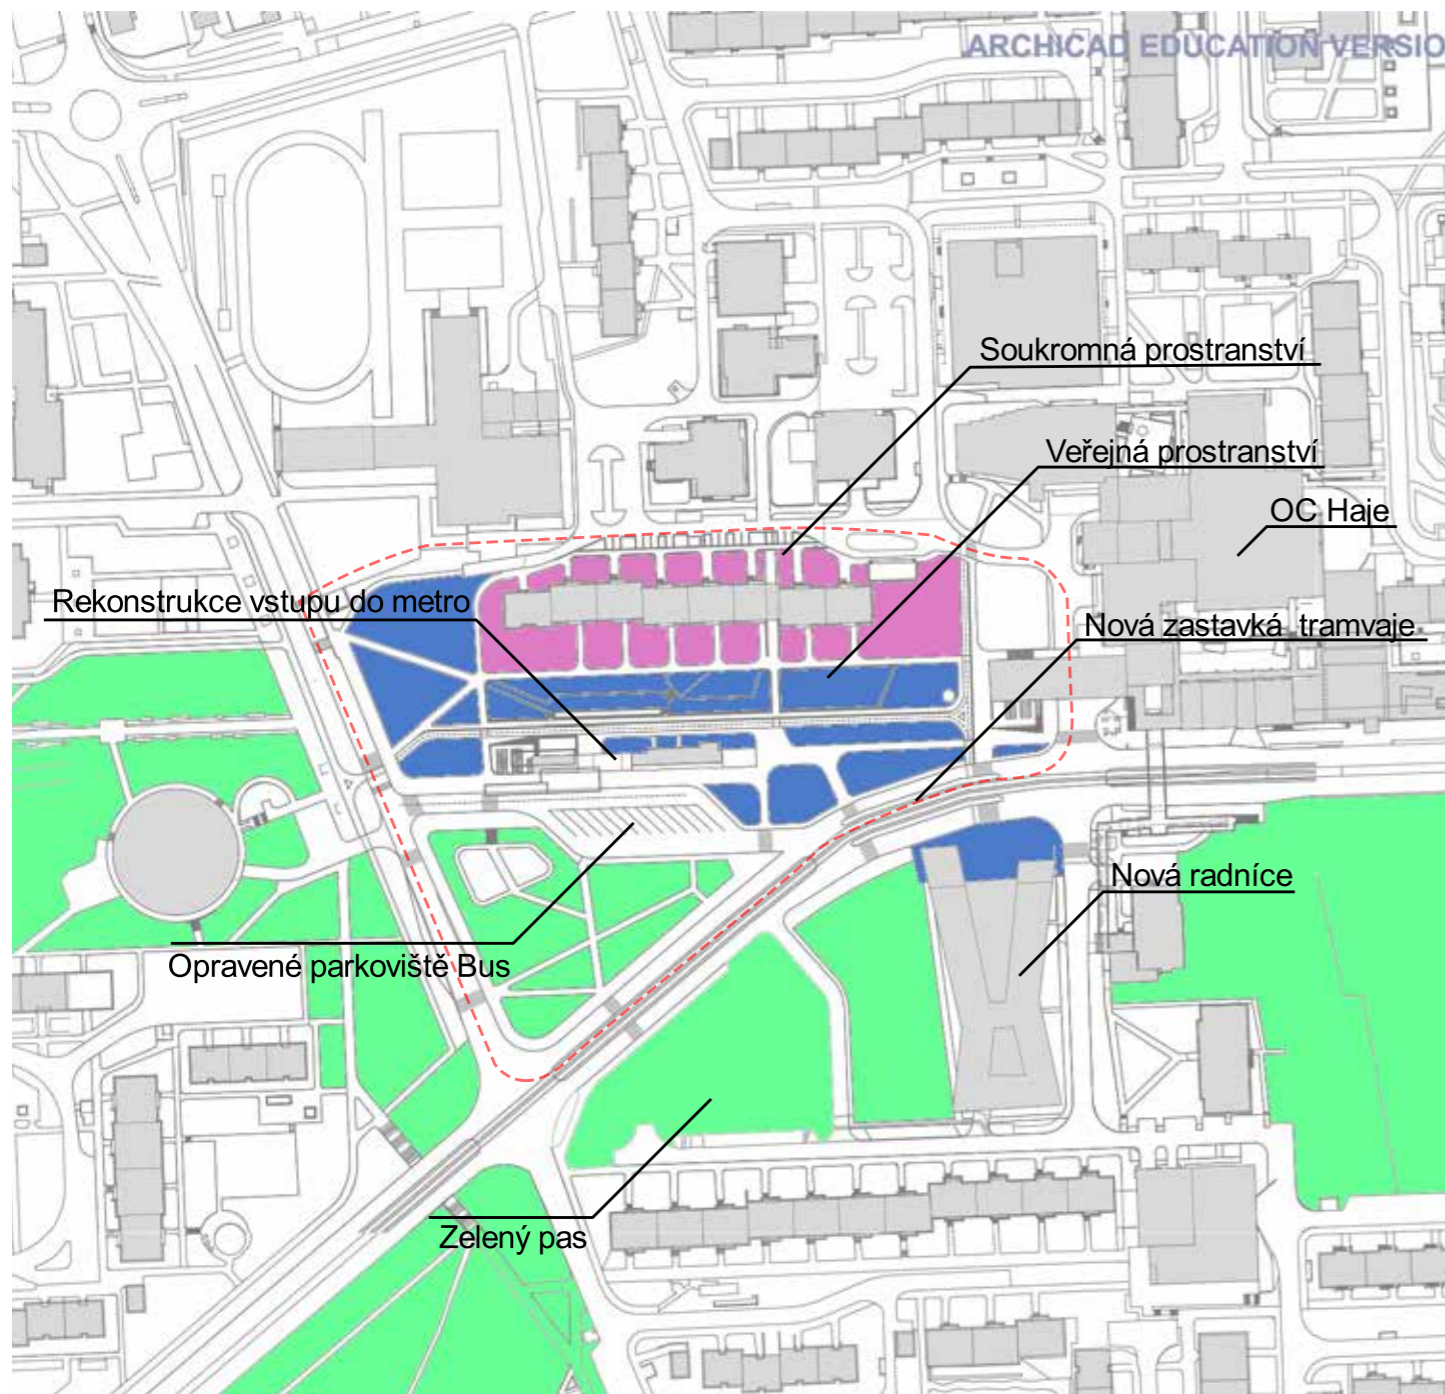 ARCHICAD EDUCATION VERSIO
Soukromná prostranství
Veřejná prostranství
OC Haje
Rekonstrukce vstupu do metro
Nová zastavká tramvaje
Nová radníce
Opravené parkoviště Bus
Zelený pas